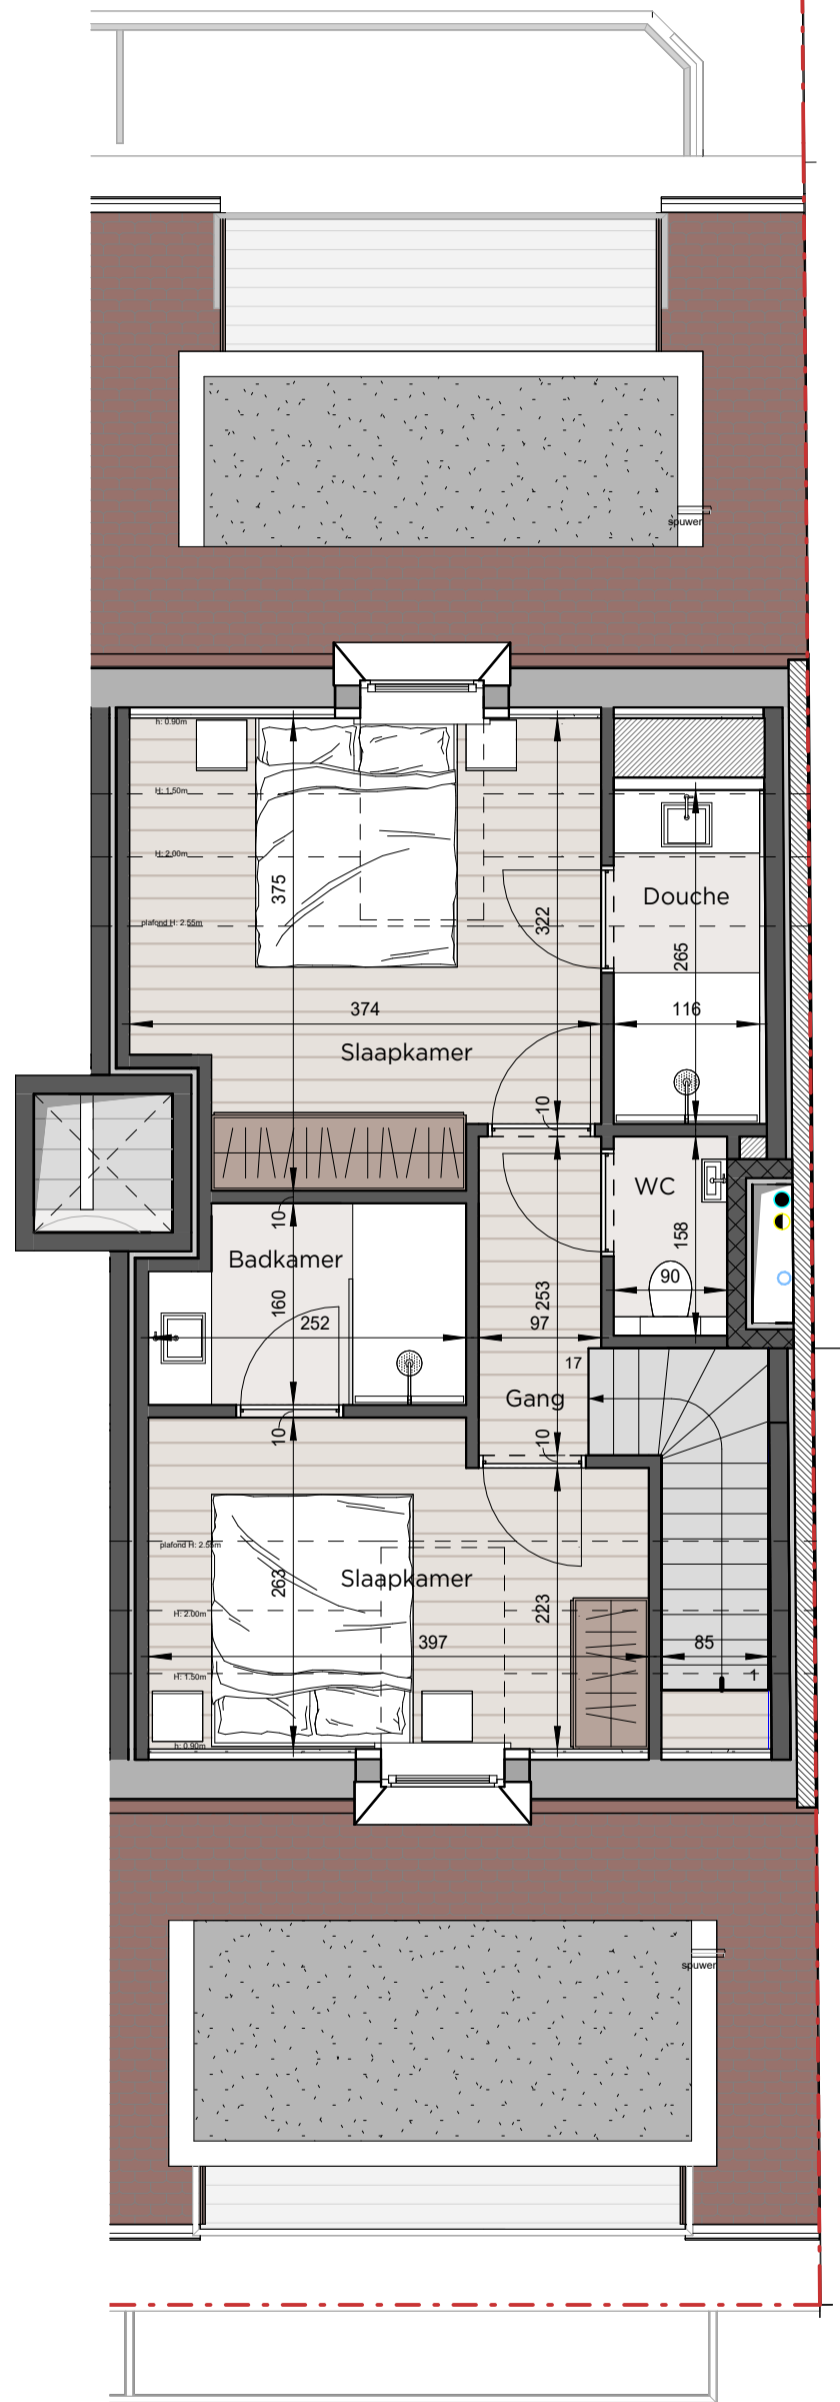 spuwer
h: 0.90m
H: 1.50m
H: 2.00m
plafond H: 2.55m
375
322
Douche
265
374
116
Slaapkamer
10
WC
10
158
Badkamer
90
160
253
252
97
17
Gang
10
10
plafond H: 2.55m
263
Slaapkamer
223
H: 2.00m
397
85
H: 1.50m
1
h: 0.90m
spuwer